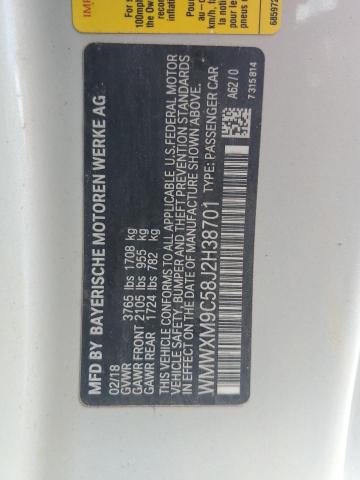 MFD BY BAYERISCHE MOTOREN WERKE AG
02/18
GVWR 3765 lbs 1708 kg
GAWR FRONT 2105 lbs 955 kg
GAWR REAR 1724 lbs 782 kg
THIS VEHICLE CONFORMS TO ALL APPLICABLE U.S. FEDERAL MOTOR
VEHICLE SAFETY, BUMPER AND THEFT PREVENTION STANDARDS
IN EFFECT ON THE DATE OF MANUFACTURE SHOWN ABOVE.
WMWXM9C58J2H38701 TYPE: PASSENGER CAR
A62/0
7315814